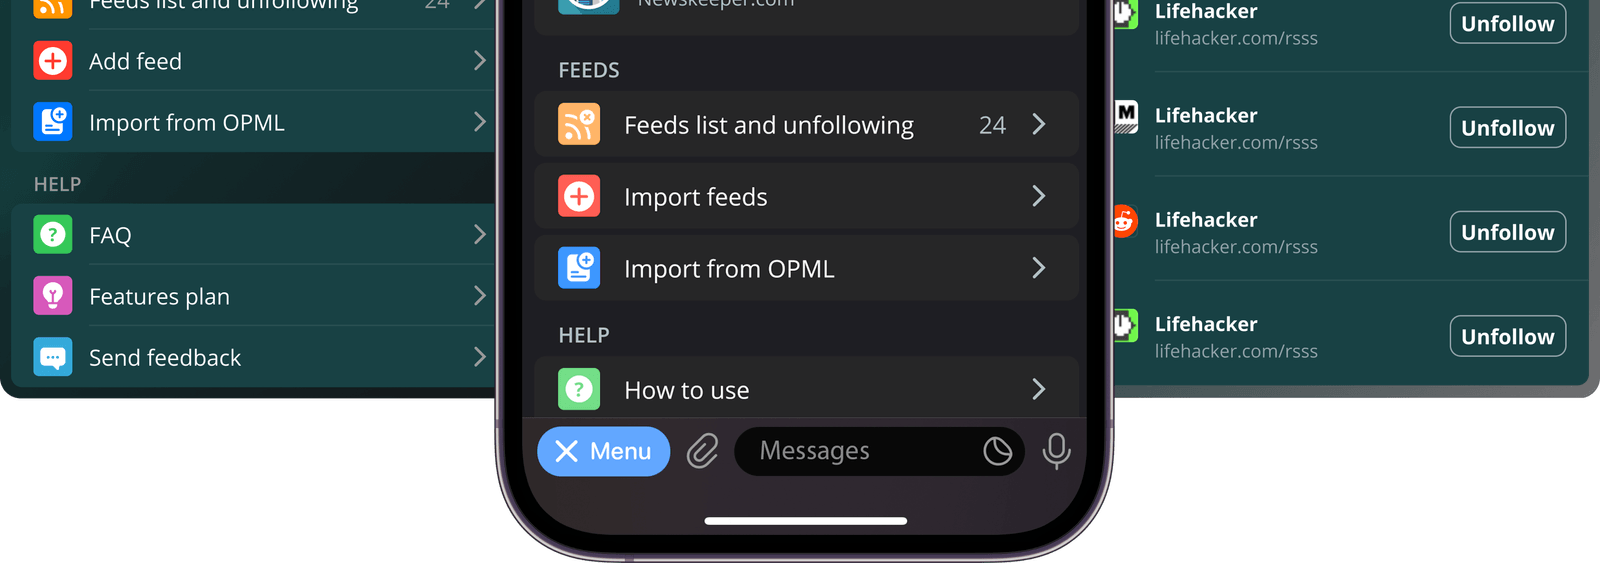 Feeds list and unfollowing 24
Add feed
Import from OPML
HELP
FAQ
Features plan
Send feedback
Newskeeper.com
FEEDS
Feeds list and unfollowing 24
Import feeds
Import from OPML
HELP
How to use
Menu
Messages
Lifehacker
lifehacker.com/rsss
Unfollow
M
Lifehacker
lifehacker.com/rsss
Unfollow
Lifehacker
lifehacker.com/rsss
Unfollow
Lifehacker
lifehacker.com/rsss
Unfollow